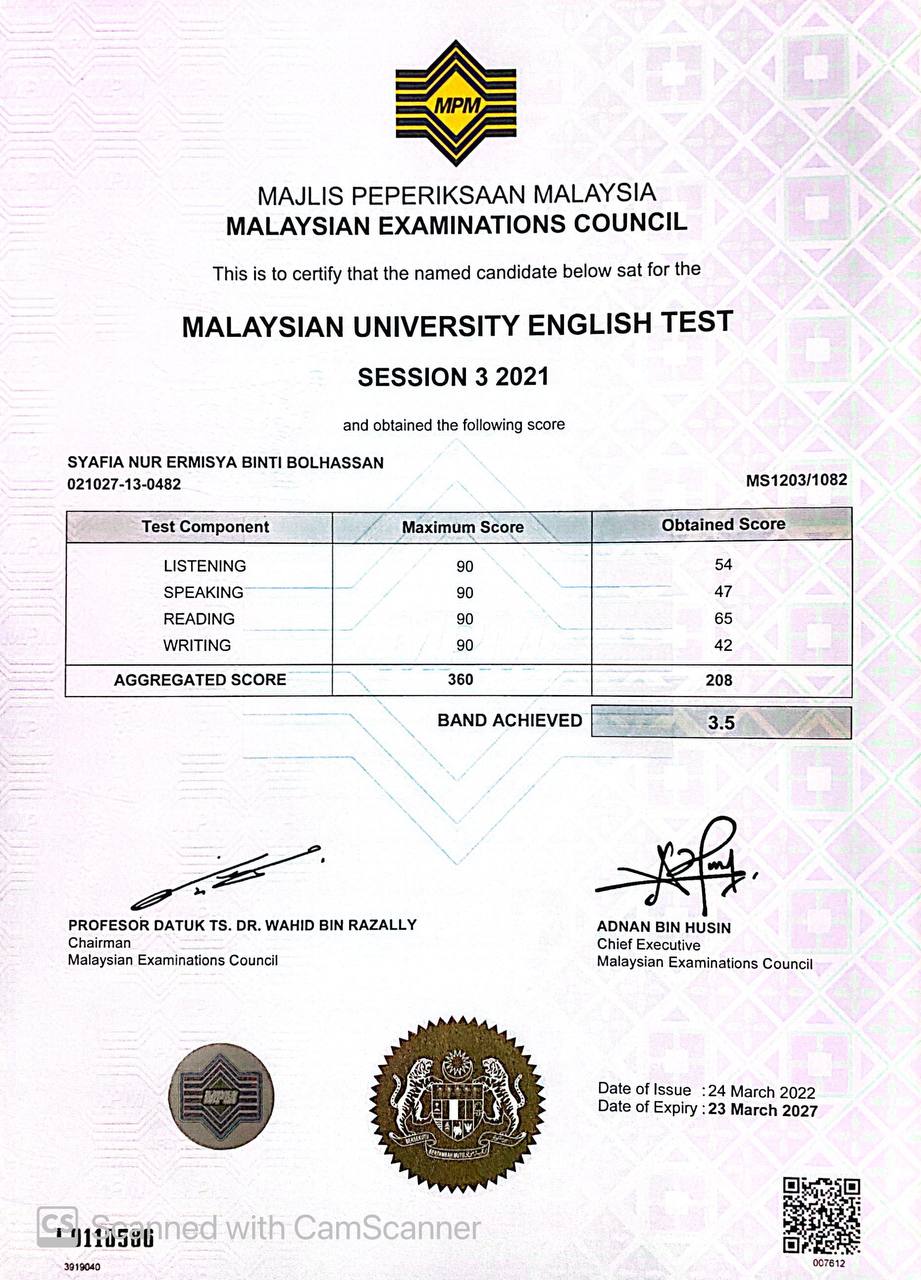 MPM
MAJLIS PEPERIKSAAN MALAYSIA
MALAYSIAN EXAMINATIONS COUNCIL
This is to certify that the named candidate below sat for the
MALAYSIAN UNIVERSITY ENGLISH TEST
SESSION 3 2021
and obtained the following score
SYAFIA NUR ERMISYA BINTI BOLHASSAN
021027-13-0482 MS1203/1082
Test Component Maximum Score Obtained Score
LISTENING 90 54
SPEAKING 90 47
READING 90 65
WRITING 90 42
AGGREGATED SCORE 360 208
BAND ACHIEVED 3.5
PROFESOR DATUK TS. DR. WAHID BIN RAZALLY
Chairman
Malaysian Examinations Council
ADNAN BIN HUSIN
Chief Executive
Malaysian Examinations Council
MPM
Date of Issue : 24 March 2022
Date of Expiry : 23 March 2027
CS Scanned with CamScanner
3919040
007612